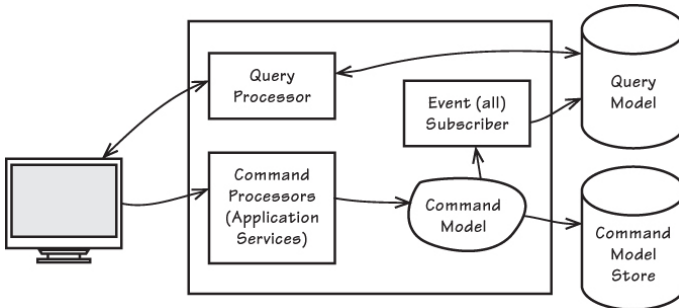 Query
Processor
Event (all)
Subscriber
Query
Model
Command
Processors
(Application
Services)
Command
Model
Command
Model
Store